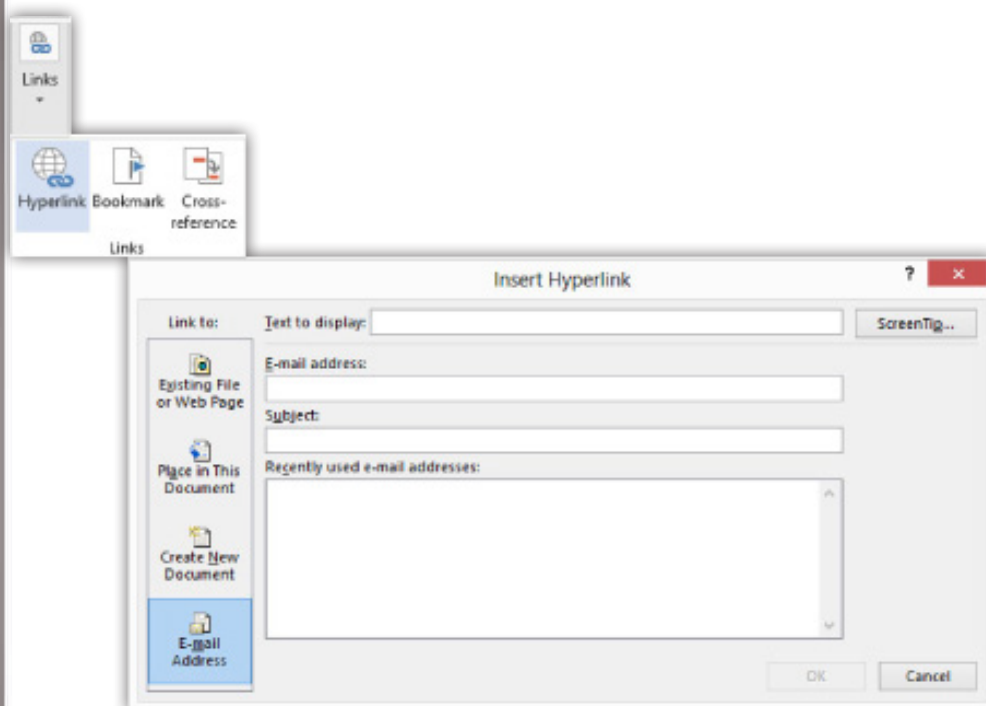 Links
Hyperlink Bookmark Cross-
reference
Links
Insert Hyperlink ? ×
Link to: Text to display: ScreenTip...
E-mail address:
Existing File
or Web Page
Subject:
Place in This
Document
Recently used e-mail addresses:
Create New
Document
E-mail
Address
OK Cancel